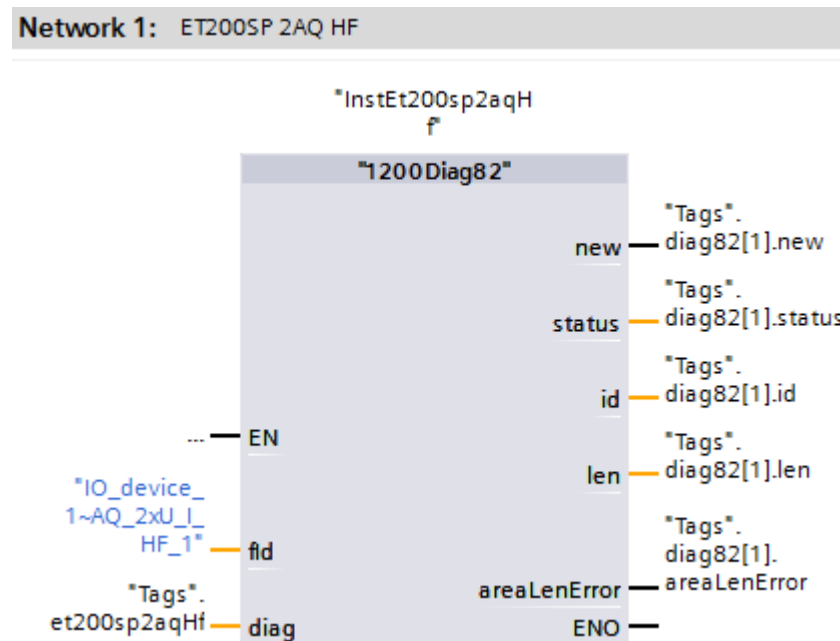 Network 1: ET200SP 2AQ HF
"InstEt200sp2aqH
f"
"1200Diag82"
new
"Tags".
diag82[1].new
status
"Tags".
diag82[1].status
id
"Tags".
diag82[1].id
... EN
len
"Tags".
diag82[1].len
"IO_device_
1~AQ_2xU_I_
HF_1"
fId
areaLenError
"Tags".
diag82[1].
areaLenError
"Tags".
et200sp2aqHf
diag
ENO